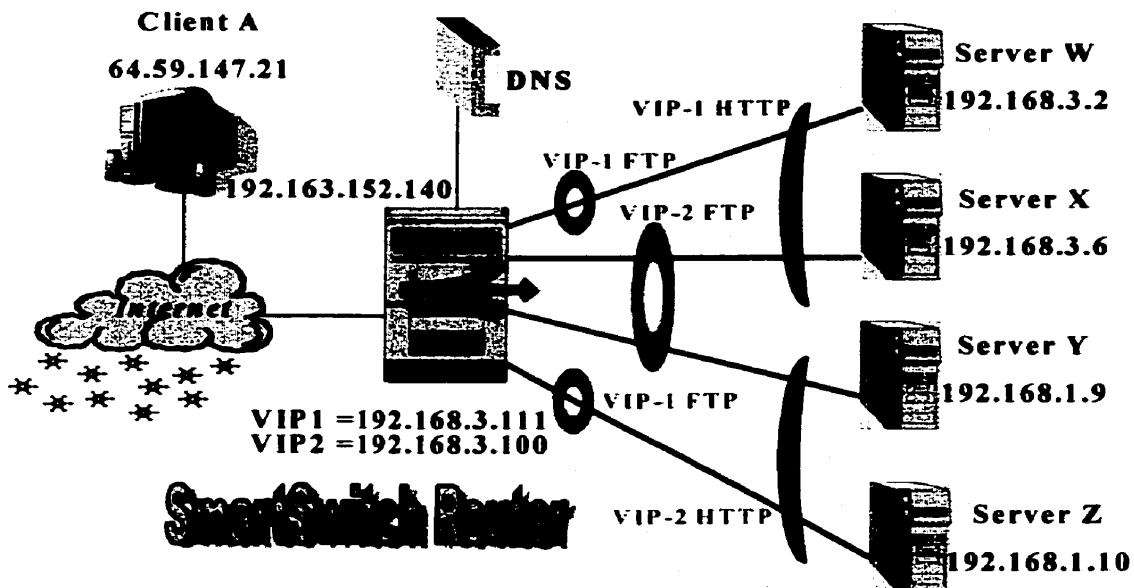 Client A
64.59.147.21
DNS
192.163.152.140
Internet
VIP1 =192.168.3.111
VIP2 =192.168.3.100
SmartSwitch Router
VIP-1 HTTP
VIP-1 FTP
VIP-2 FTP
VIP-1 FTP
VIP-2 HTTP
Server W
192.168.3.2
Server X
192.168.3.6
Server Y
192.168.1.9
Server Z
192.168.1.10